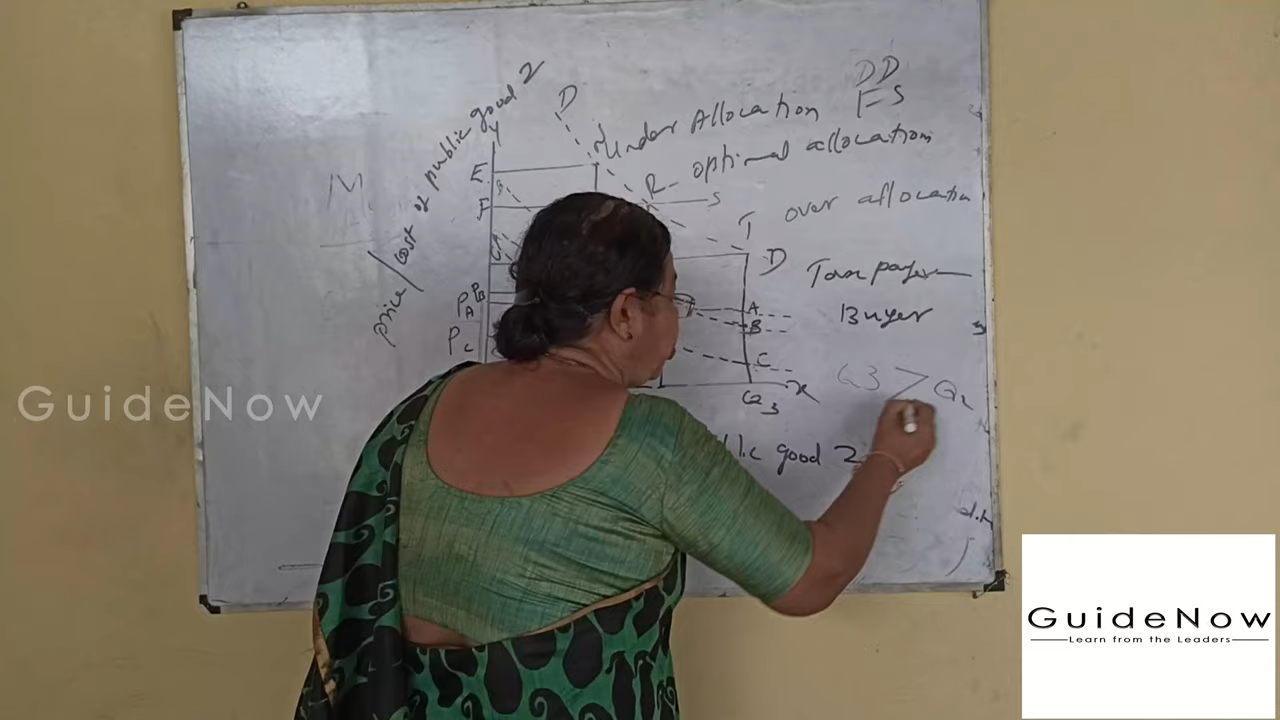 DD
FS
D
price/cost of public good 2
Y
Under Allocation
E
R - optimal allocation
S
F
T over allocation
D
Tax payer
PB
PA
A
B
Buyer
PC
C
Q3 > Q2
x
Q3
good 2
GuideNow
GuideNow
Learn from the Leaders